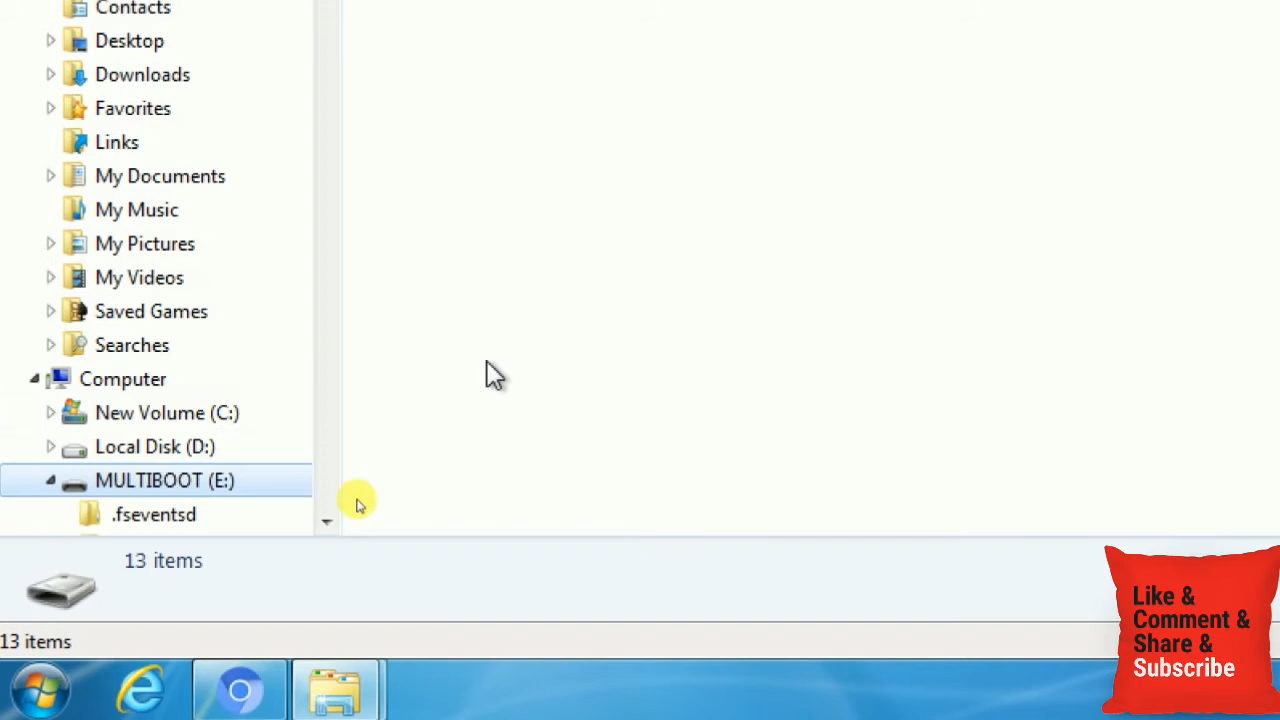 Contacts
Desktop
Downloads
Favorites
Links
My Documents
My Music
My Pictures
My Videos
Saved Games
Searches
Computer
New Volume (C:)
Local Disk (D:)
MULTIBOOT (E:)
.fseventsd
13 items
13 items
Like &
Comment &
Share &
Subscribe